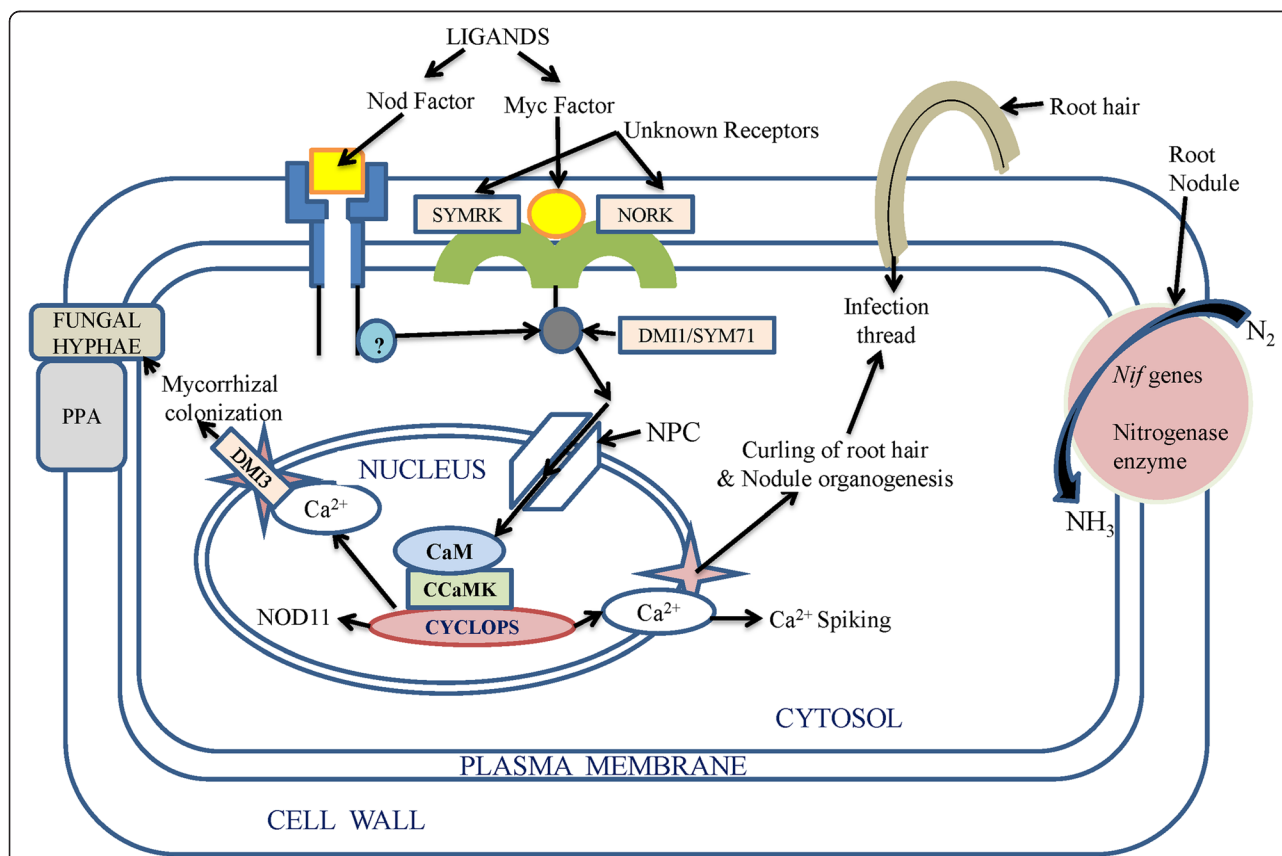 LIGANDS
Nod Factor
Myc Factor
Unknown Receptors
Root hair
Root
Nodule
SYMRK
NORK
FUNGAL
HYPHAE
PPA
?
DMI1/SYM71
Infection
thread
N₂
Nif genes
Nitrogenase
enzyme
NH₃
Mycorrhizal
colonization
DMI3
NUCLEUS
NPC
Curling of root hair
& Nodule organogenesis
Ca²⁺
CaM
CCaMK
CYCLOPS
NOD11
Ca²⁺
Ca²⁺ Spiking
CYTOSOL
PLASMA MEMBRANE
CELL WALL